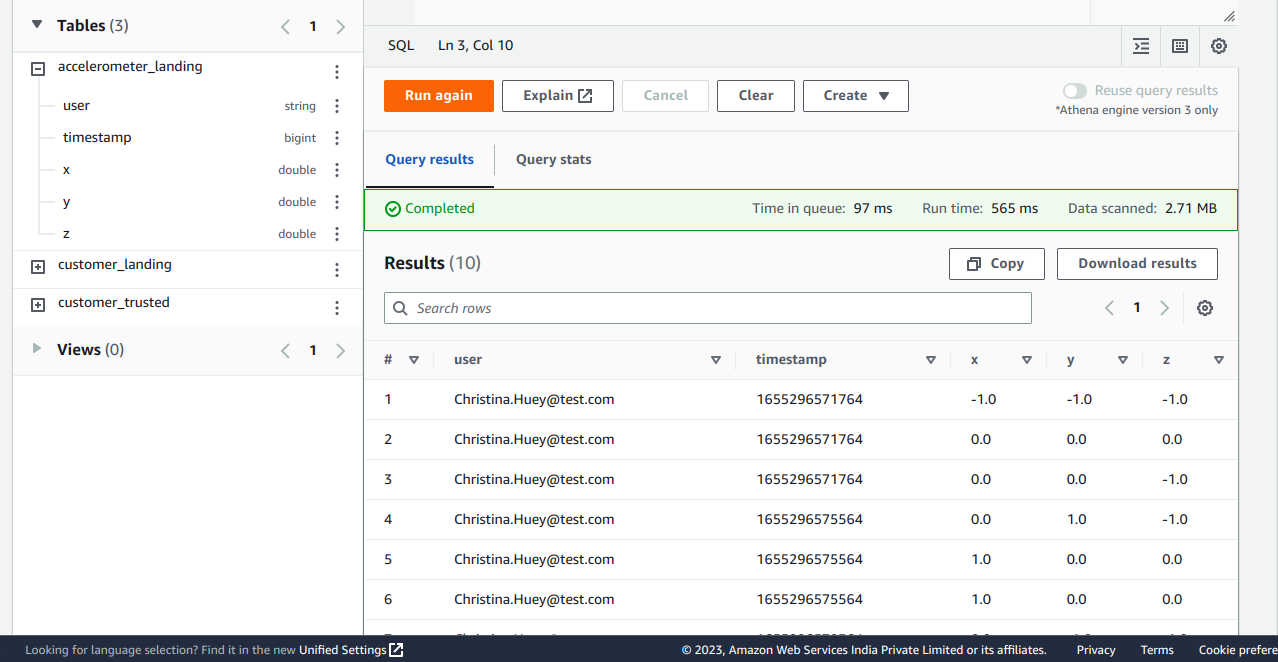 Tables (3)
1
accelerometer_landing
user string
timestamp bigint
x double
y double
z double
customer_landing
customer_trusted
Views (0)
1
SQL Ln 3, Col 10
Run again Explain Cancel Clear Create
Reuse query results
*Athena engine version 3 only
Query results Query stats
Completed Time in queue: 97 ms Run time: 565 ms Data scanned: 2.71 MB
Results (10) Copy Download results
Search rows 1
# user timestamp x y z
1 Christina.Huey@test.com 1655296571764 -1.0 -1.0 -1.0
2 Christina.Huey@test.com 1655296571764 0.0 0.0 0.0
3 Christina.Huey@test.com 1655296571764 0.0 0.0 -1.0
4 Christina.Huey@test.com 1655296575564 0.0 1.0 -1.0
5 Christina.Huey@test.com 1655296575564 1.0 0.0 0.0
6 Christina.Huey@test.com 1655296575564 1.0 0.0 0.0
Looking for language selection? Find it in the new Unified Settings © 2023, Amazon Web Services India Private Limited or its affiliates. Privacy Terms Cookie prefere